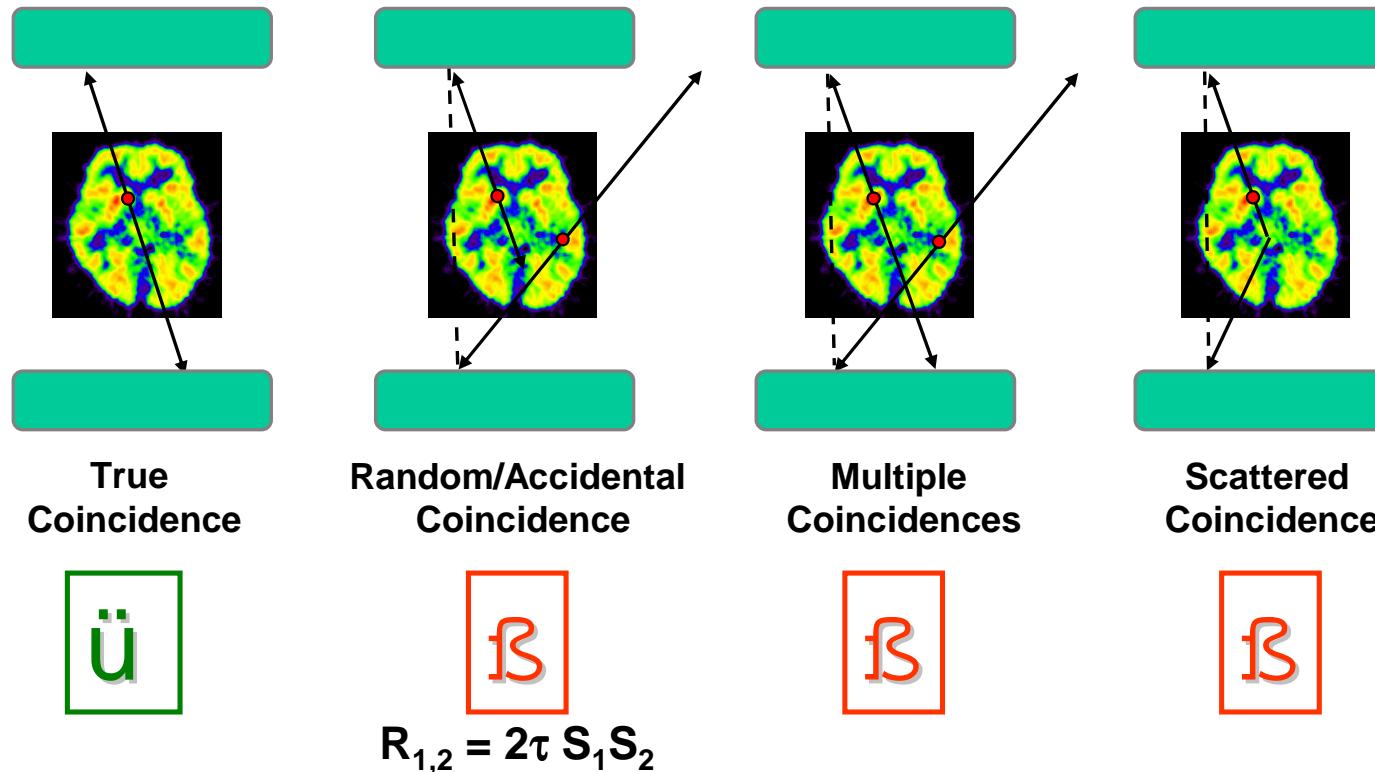 True
Coincidence
ü
Random/Accidental
Coincidence
ß
R₁,₂ = 2τ S₁S₂
Multiple
Coincidences
ß
Scattered
Coincidence
ß